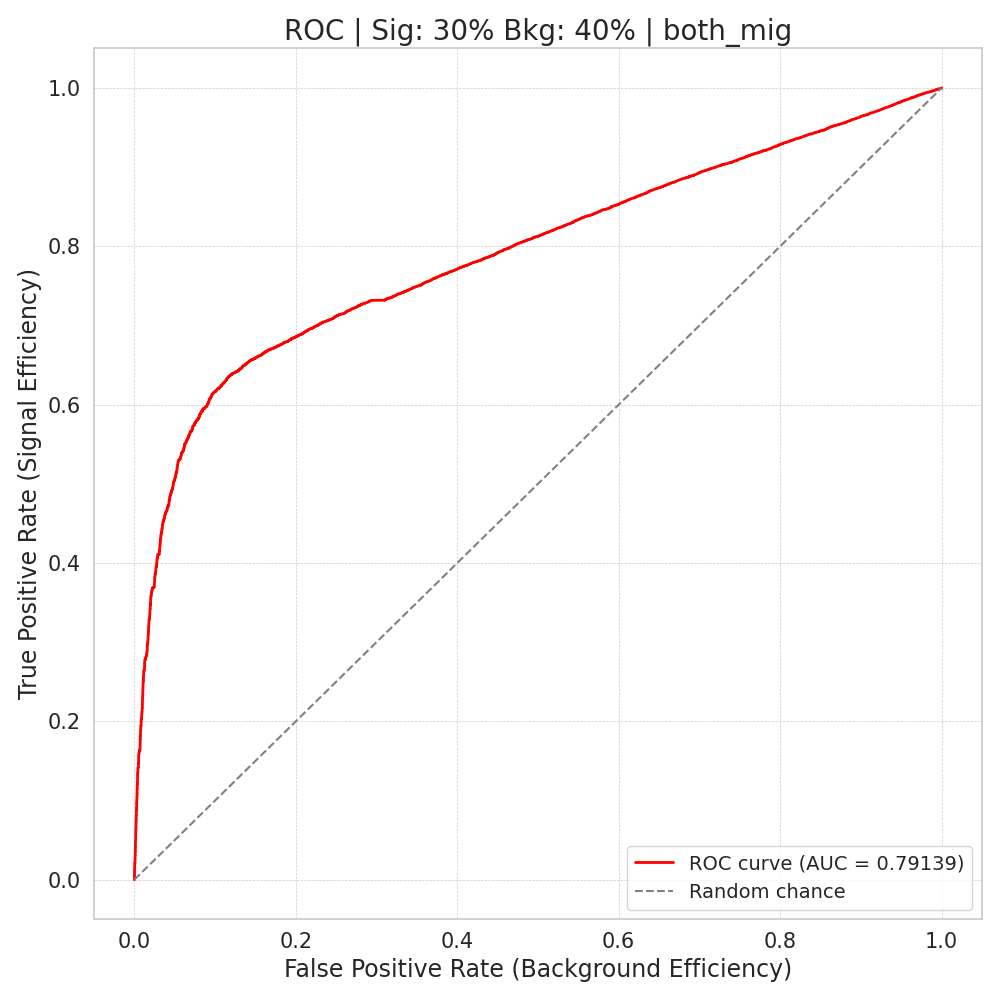 ROC | Sig: 30% Bkg: 40% | both_mig
True Positive Rate (Signal Efficiency)
1.0
0.8
0.6
0.4
0.2
0.0
ROC curve (AUC = 0.79139)
Random chance
0.0 0.2 0.4 0.6 0.8 1.0
False Positive Rate (Background Efficiency)